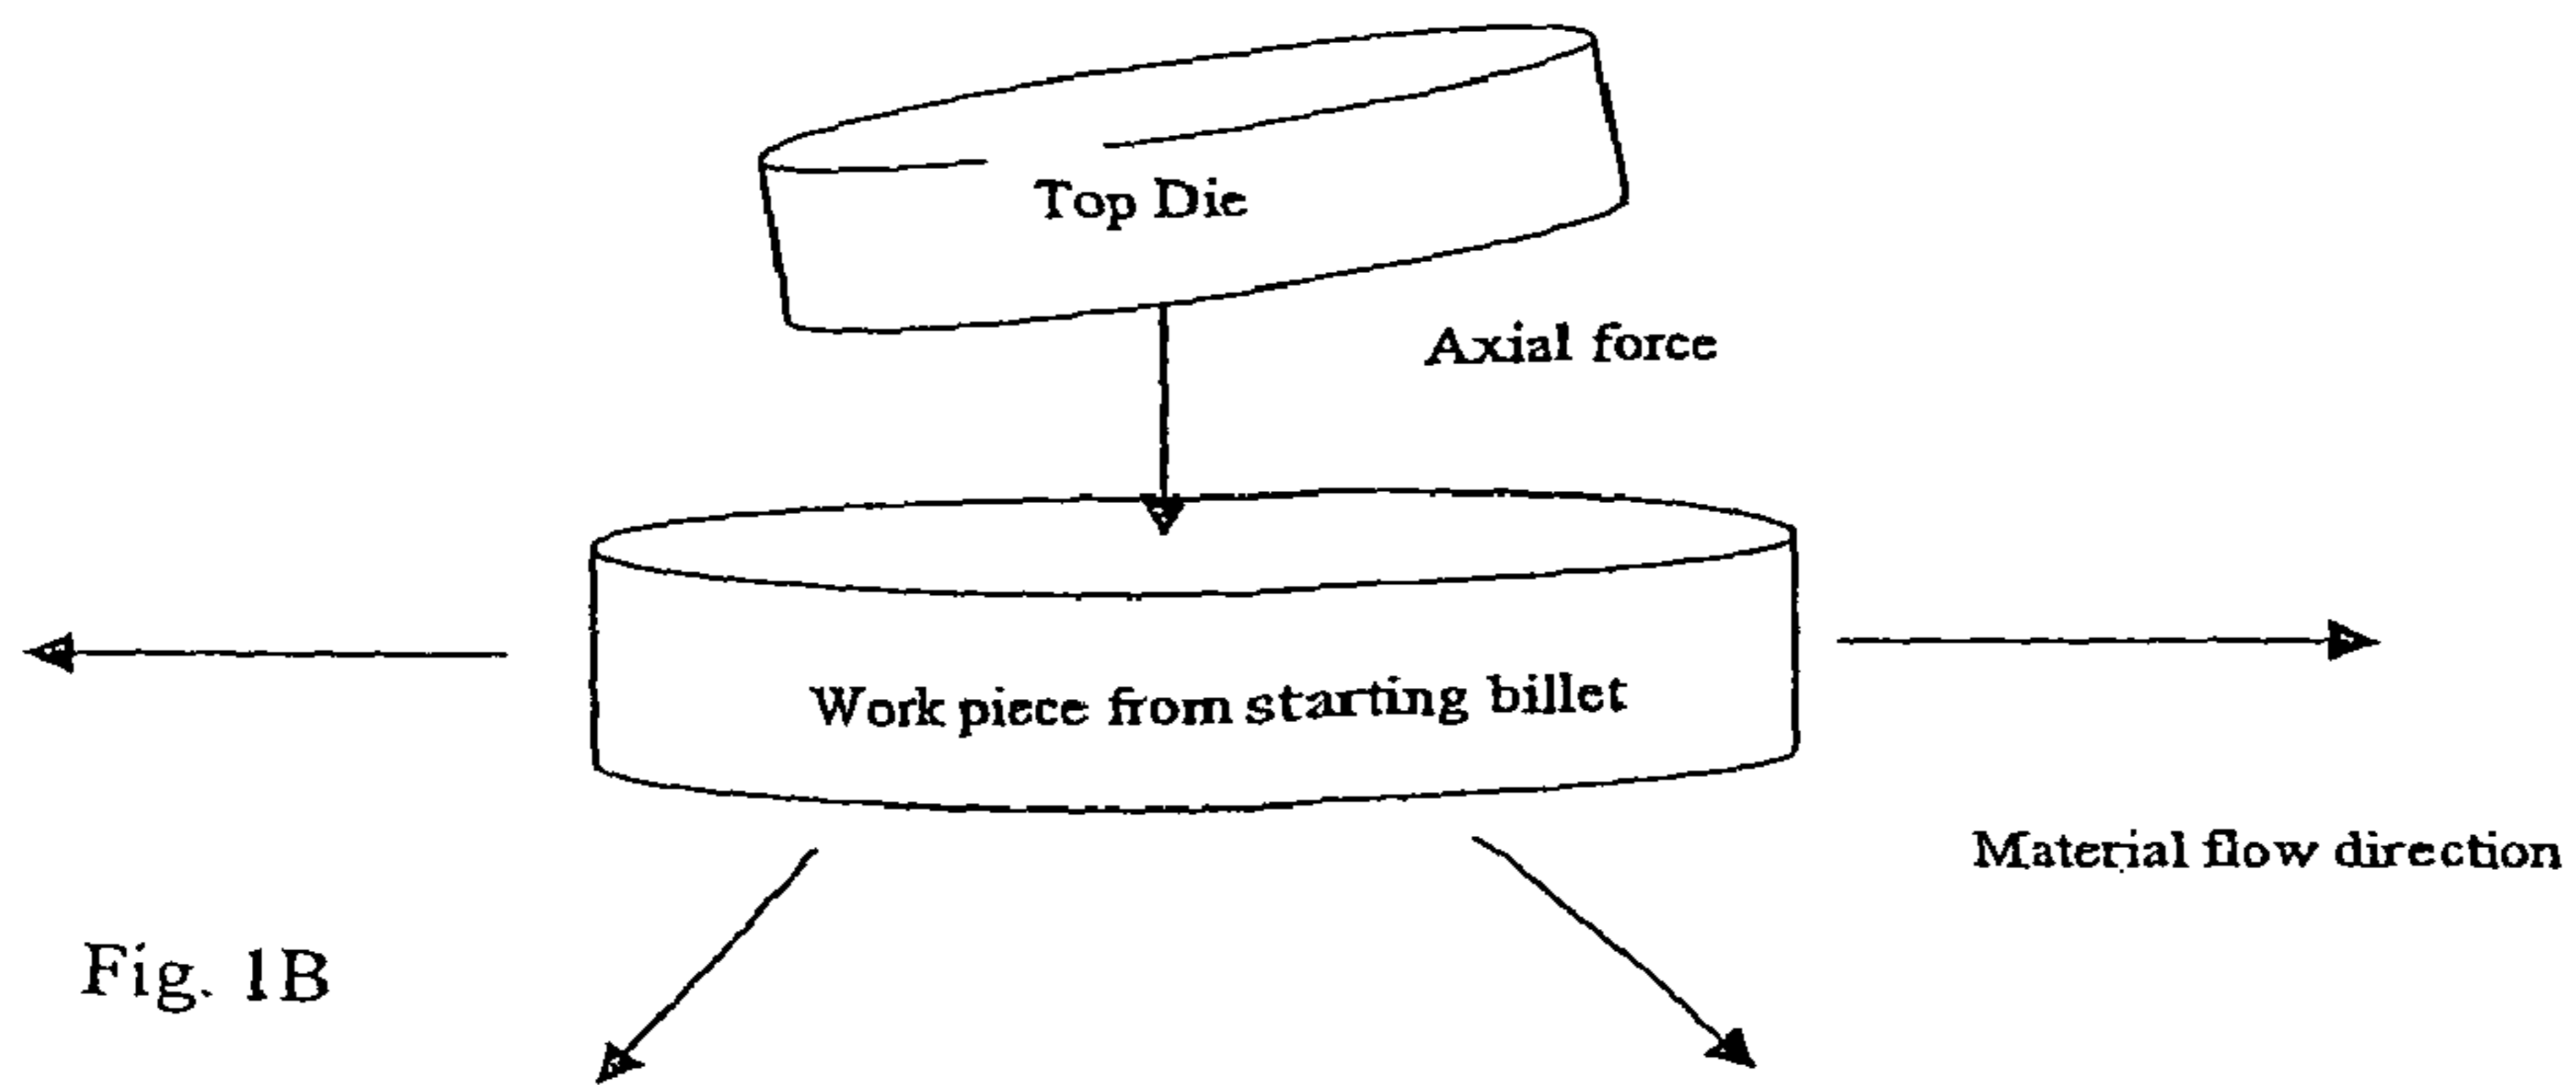 Top Die
Axial force
Work piece from starting billet
Material flow direction
Fig. 1B